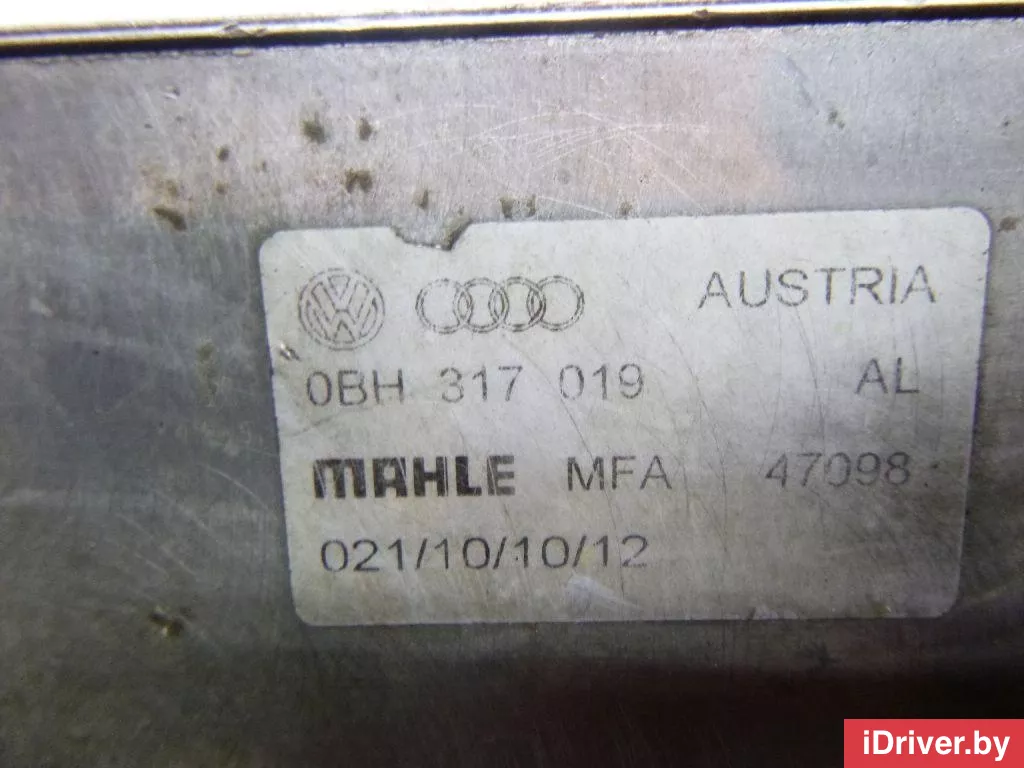 AUSTRIA
0BH 317 019 AL
MAHLE MFA 47098
021/10/10/12
iDriver.by